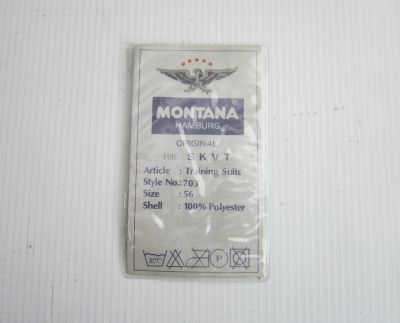 MONTANA®
HAMBURG
ORIGINAL
FOR S K V T
Article : Training Suits
Style No.: 703
Size : 56
Shell : 100% Polyester
30°
P